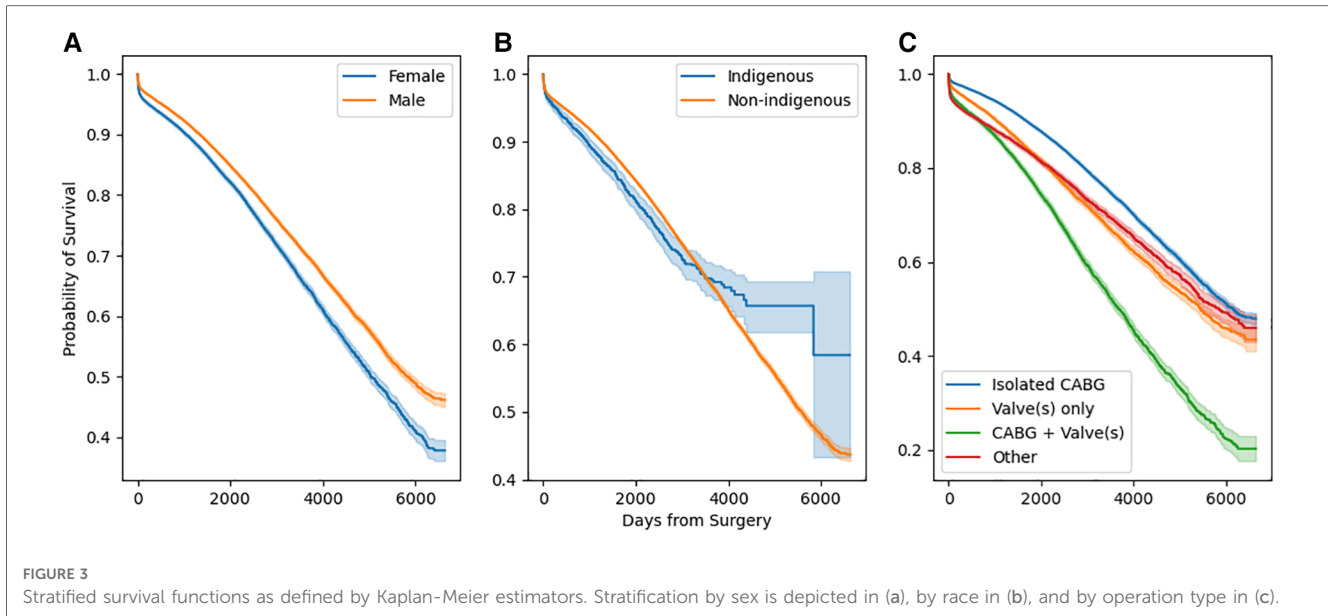 A
B
C
Female
Male
Indigenous
Non-indigenous
Isolated CABG
Valve(s) only
CABG + Valve(s)
Other
Probability of Survival
1.0
0.9
0.8
0.7
0.6
0.5
0.4
0 2000 4000 6000
1.0
0.9
0.8
0.7
0.6
0.5
0.4
0 2000 4000 6000
1.0
0.8
0.6
0.4
0.2
0 2000 4000 6000
Days from Surgery
FIGURE 3
Stratified survival functions as defined by Kaplan-Meier estimators. Stratification by sex is depicted in (a), by race in (b), and by operation type in (c).